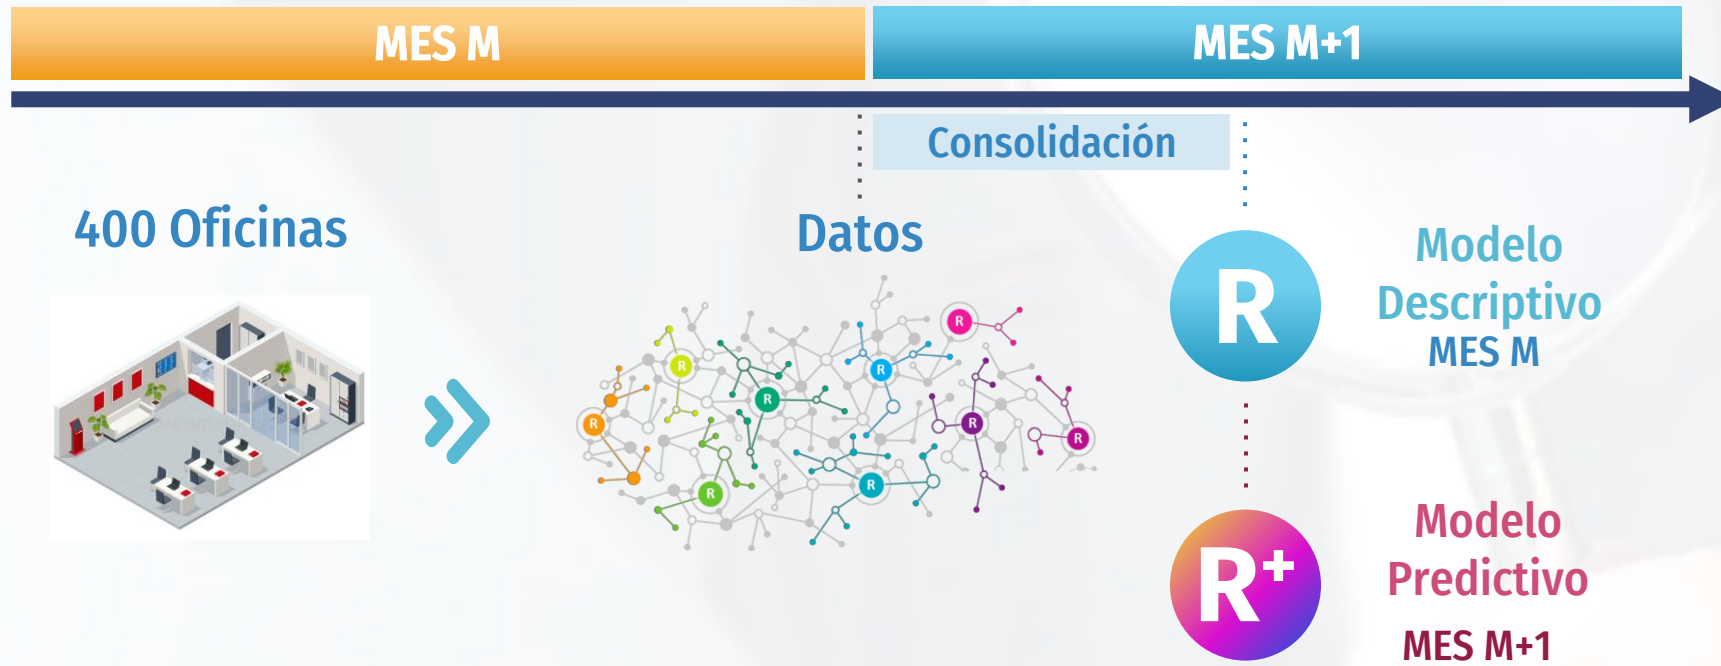 MES M
MES M+1
Consolidación
400 Oficinas
Datos
R
R
R
R
R
R
R
R
R
R
Modelo
Descriptivo
MES M
R+
Modelo
Predictivo
MES M+1